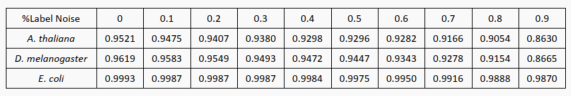 %Label Noise 0 0.1 0.2 0.3 0.4 0.5 0.6 0.7 0.8 0.9
A. thaliana 0.9521 0.9475 0.9407 0.9380 0.9298 0.9296 0.9282 0.9166 0.9054 0.8630
D. melanogaster 0.9619 0.9583 0.9549 0.9493 0.9472 0.9447 0.9343 0.9278 0.9154 0.8665
E. coli 0.9993 0.9987 0.9987 0.9987 0.9984 0.9975 0.9950 0.9916 0.9888 0.9870